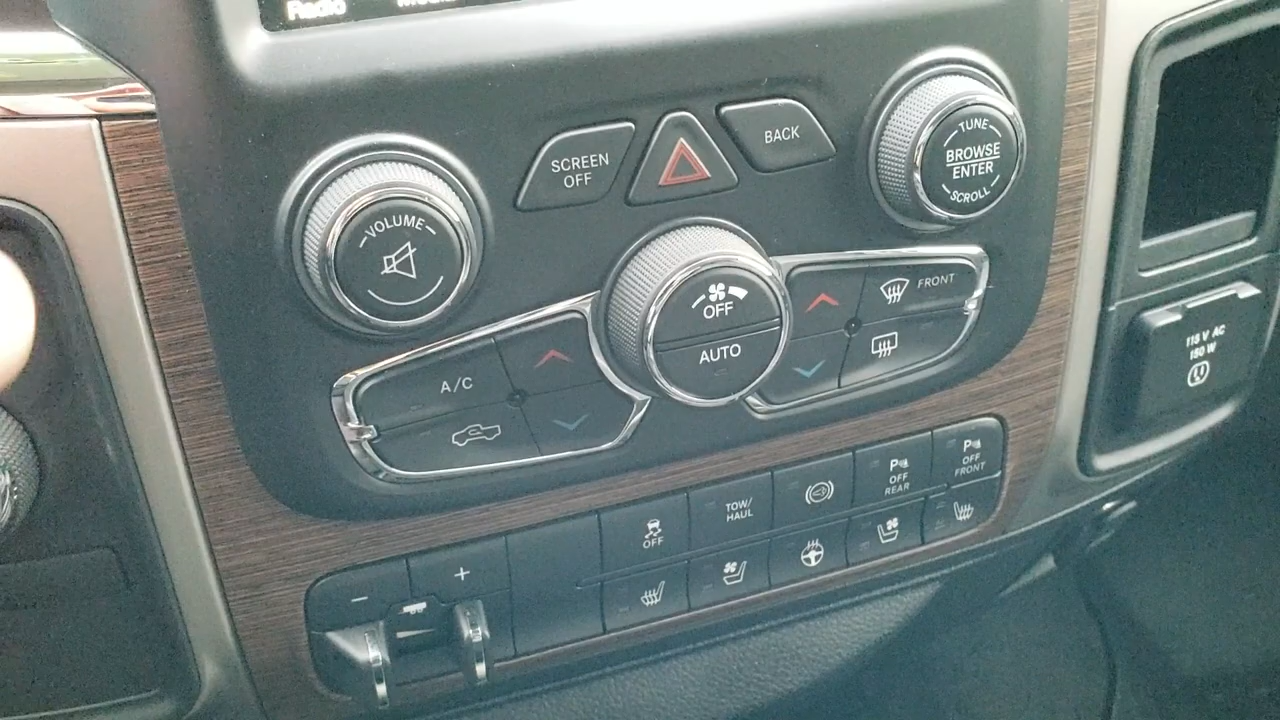 Radio
SCREEN
OFF
BACK
TUNE
BROWSE
ENTER
SCROLL
VOLUME
OFF
AUTO
FRONT
A/C
115 V AC
150 W
P
OFF
FRONT
P
OFF
REAR
TOW/
HAUL
OFF
−
+